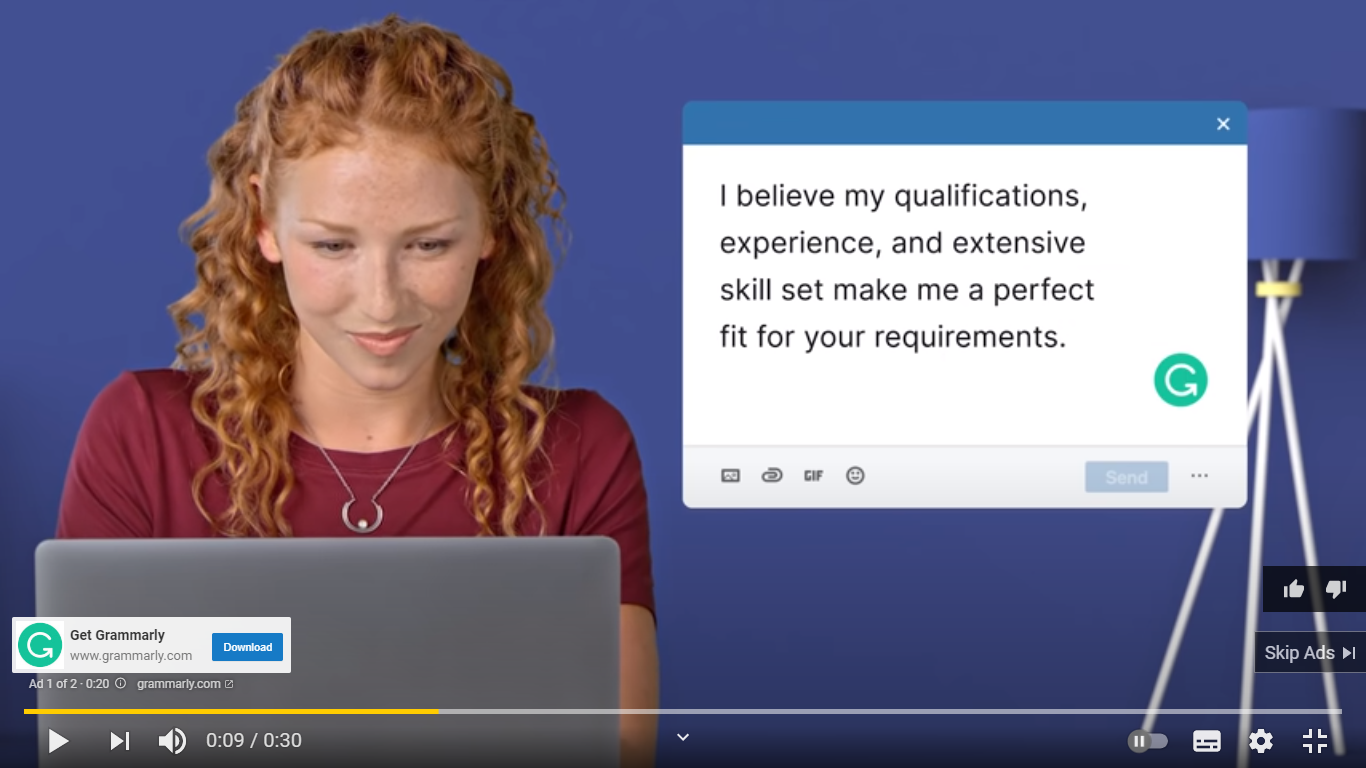 I believe my qualifications,
experience, and extensive
skill set make me a perfect
fit for your requirements.
GIF
Send
Get Grammarly
www.grammarly.com
Download
Ad 1 of 2 · 0:20
grammarly.com
Skip Ads
0:09 / 0:30